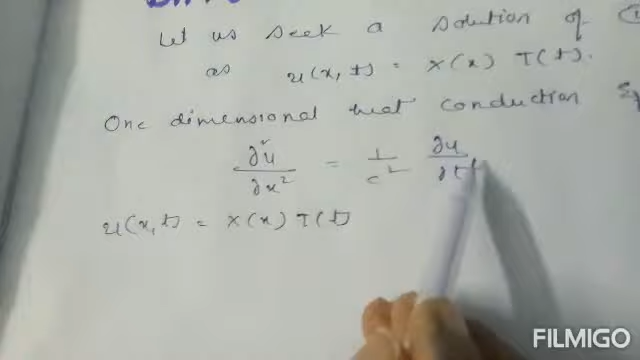 Let us seek a solution of
as u(x, t) = X(x) T(t).
One dimensional heat conduction
∂²u/∂x² = 1/c² ∂u/∂t
u(x, t) = X(x) T(t)
FILMIGO